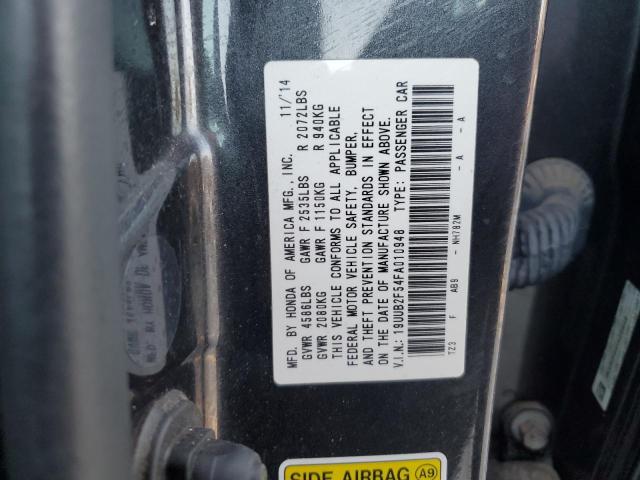 MFD. BY HONDA OF AMERICA MFG., INC. 11/'14
GVWR 4586LBS GAWR F 2535LBS R 2072LBS
GVWR 2080KG GAWR F 1150KG R 940KG
THIS VEHICLE CONFORMS TO ALL APPLICABLE
FEDERAL MOTOR VEHICLE SAFETY, BUMPER,
AND THEFT PREVENTION STANDARDS IN EFFECT
ON THE DATE OF MANUFACTURE SHOWN ABOVE.
V.I.N.: 19UUB2F54FA010948 TYPE: PASSENGER CAR
TZ3 F AB9 - NH782M - A - A
SIDE AIRBAG A9